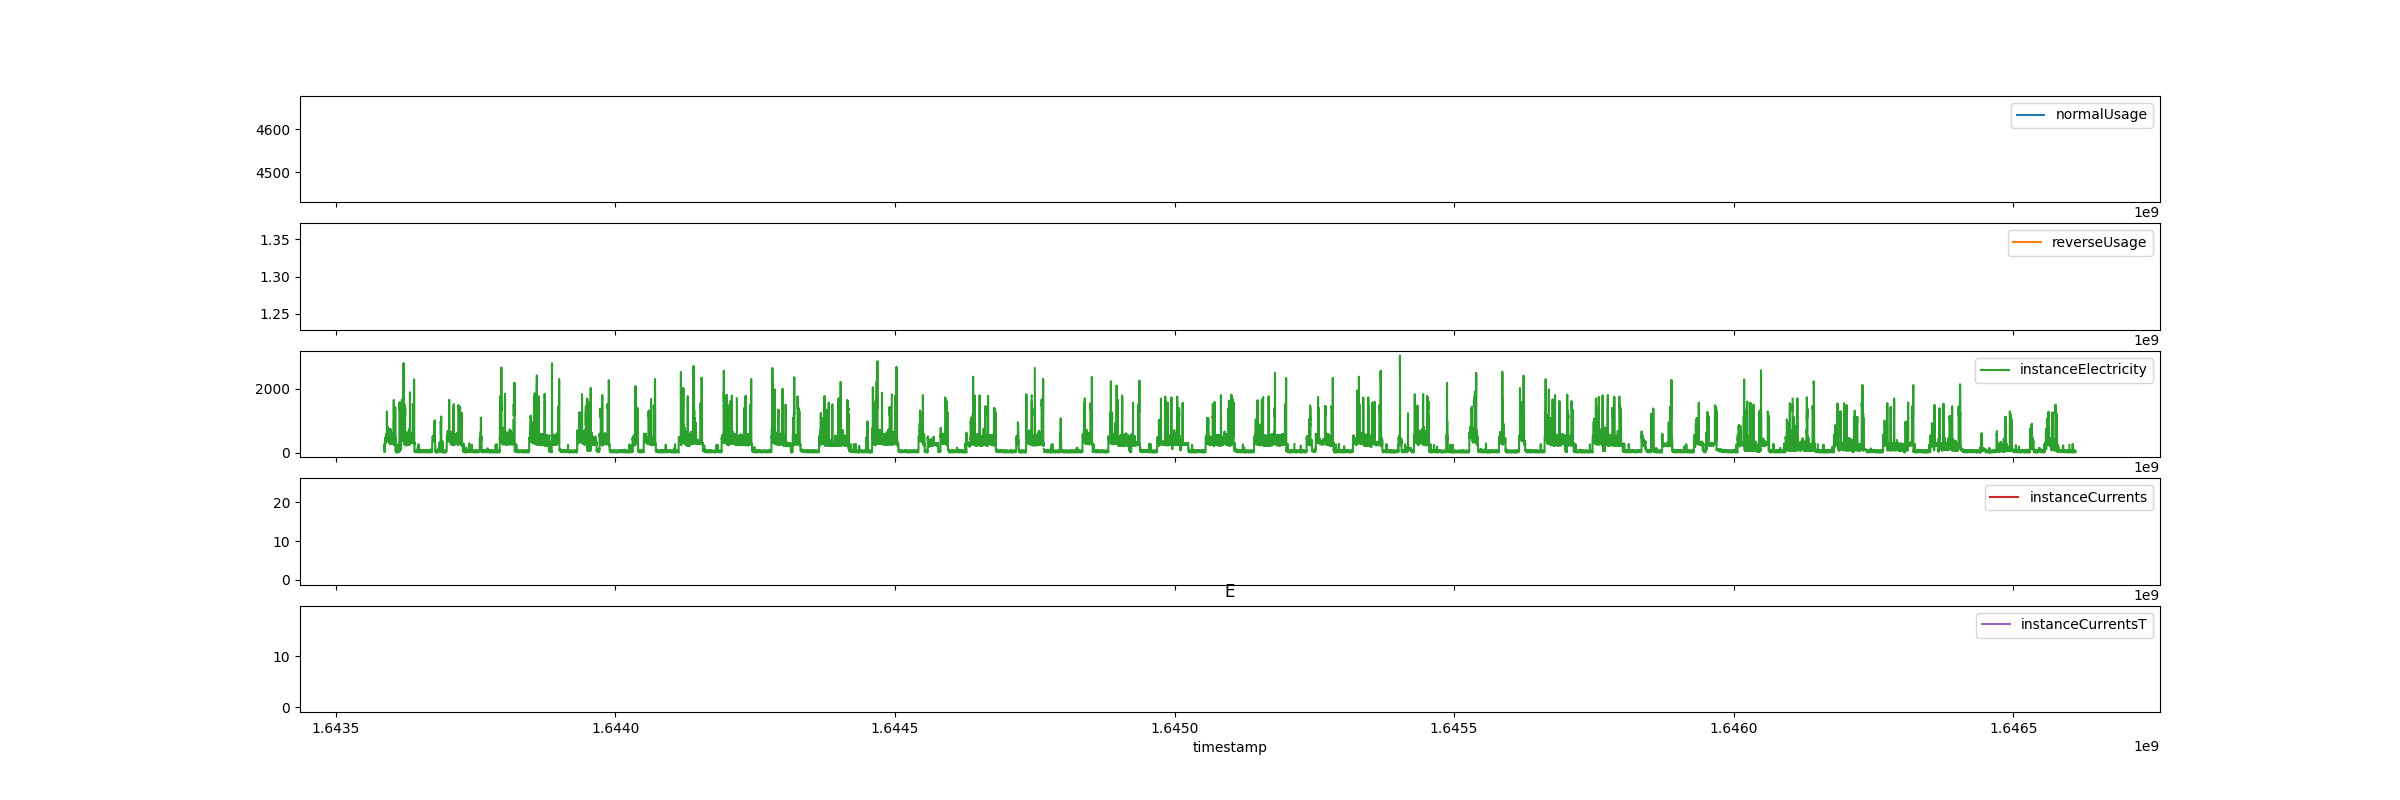 normalUsage
4600
4500
1e9
reverseUsage
1.35
1.30
1.25
1e9
instanceElectricity
2000
0
1e9
instanceCurrents
20
10
0
1e9
E
instanceCurrentsT
10
0
1.6435 1.6440 1.6445 1.6450 1.6455 1.6460 1.6465
timestamp 1e9